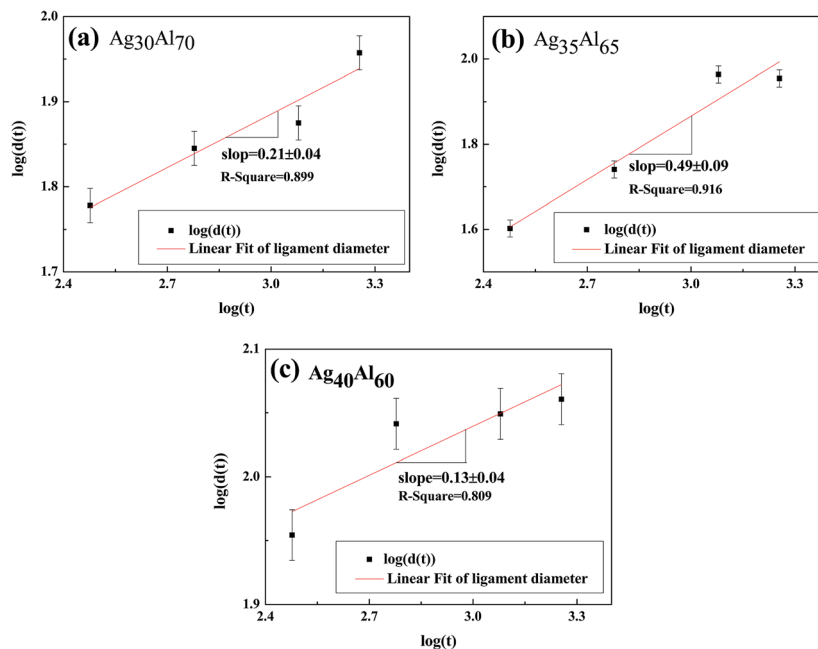 (a) Ag30Al70
2.0
1.9
1.8
1.7
log(d(t))
slop=0.21±0.04
R-Square=0.899
log(d(t))
Linear Fit of ligament diameter
2.4 2.7 3.0 3.3
log(t)
(b) Ag35Al65
2.0
1.8
1.6
log(d(t))
slop=0.49±0.09
R-Square=0.916
log(d(t))
Linear Fit of ligament diameter
2.4 2.7 3.0 3.3
log(t)
(c) Ag40Al60
2.1
2.0
1.9
log(d(t))
slope=0.13±0.04
R-Square=0.809
log(d(t))
Linear Fit of ligament diameter
2.4 2.7 3.0 3.3
log(t)